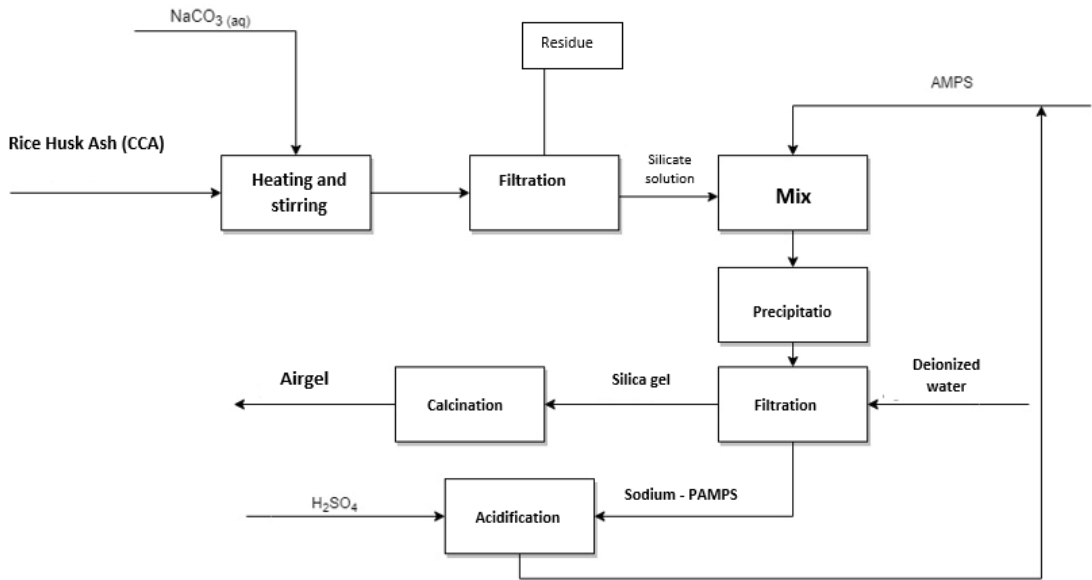 NaCO3 (aq)
Residue
AMPS
Rice Husk Ash (CCA)
Heating and
stirring
Filtration
Silicate
solution
Mix
Precipitatio
Deionized
water
Airgel
Calcination
Silica gel
Filtration
Sodium - PAMPS
H2SO4
Acidification